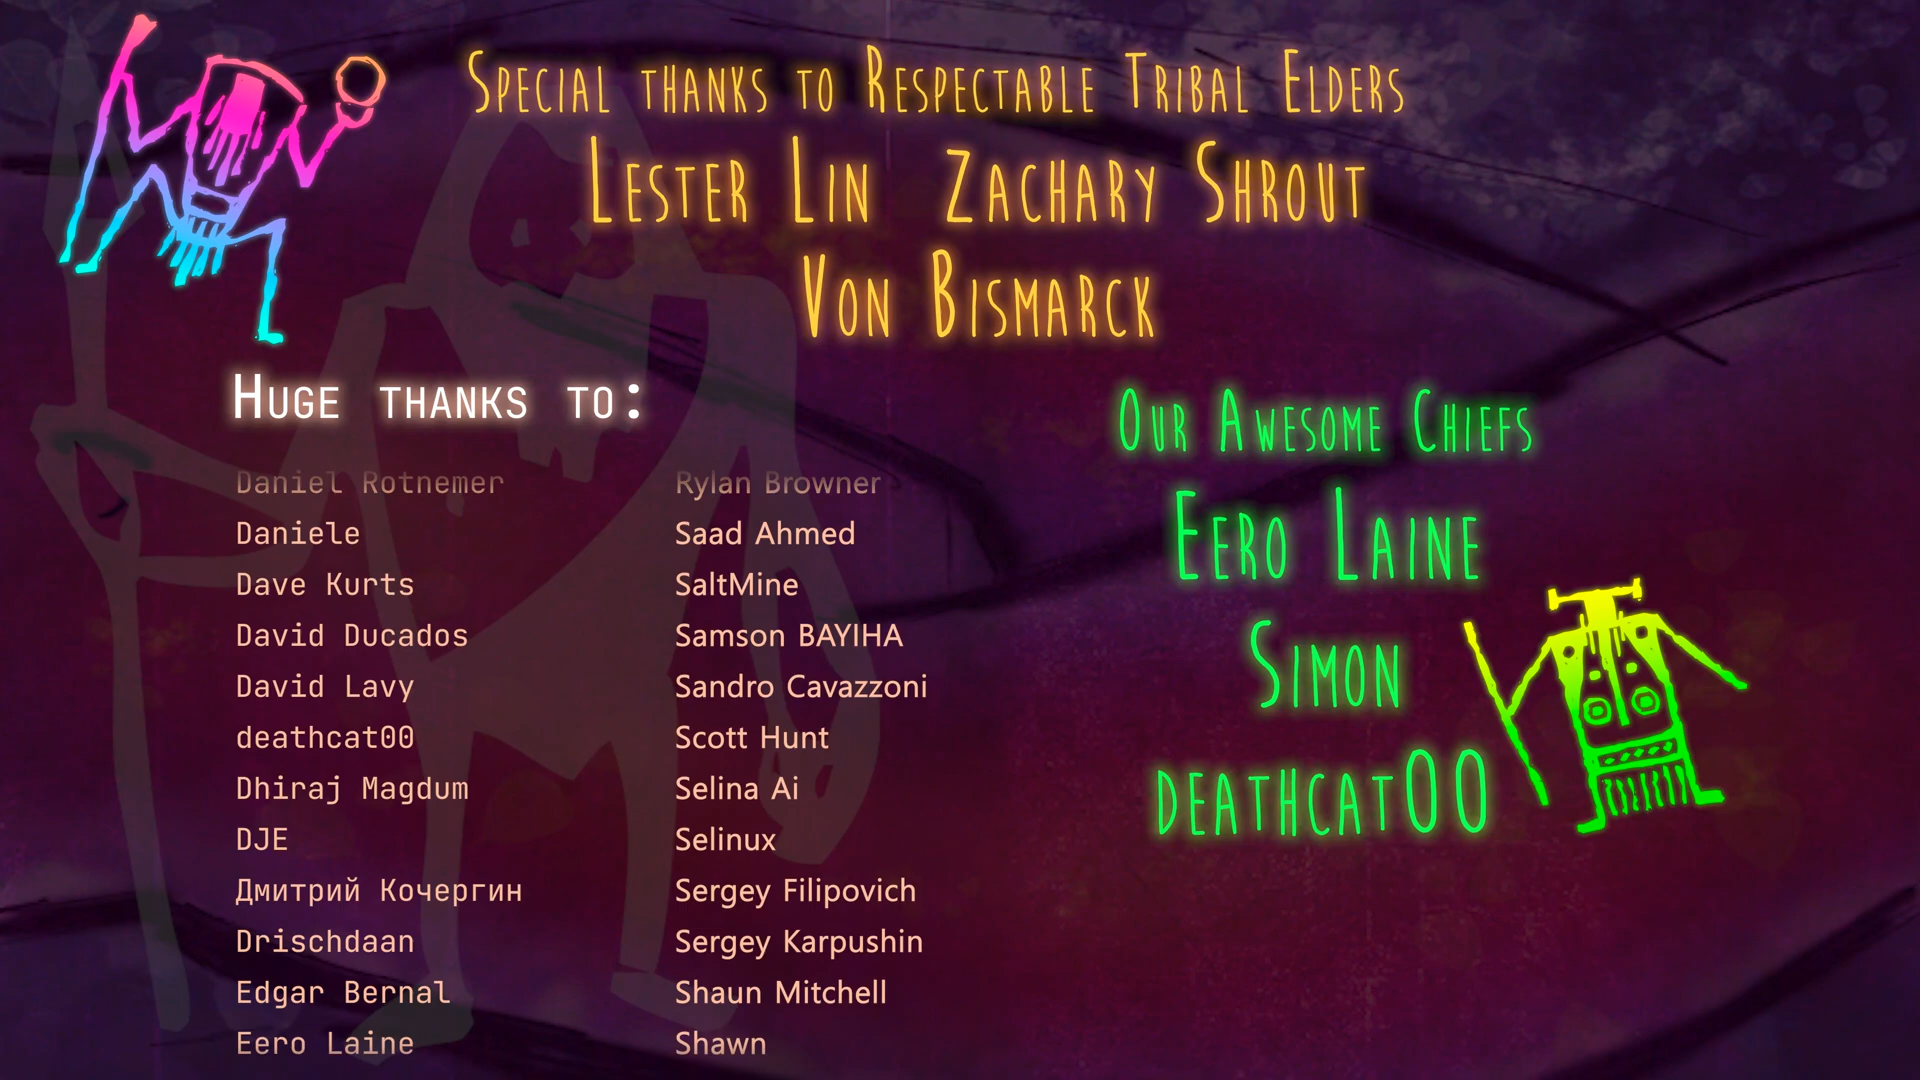 Special thanks to Respectable Tribal Elders
Lester Lin Zachary Shrout
Von Bismarck
Huge thanks to:
Daniel Rotnemer
Daniele
Dave Kurts
David Ducados
David Lavy
deathcat00
Dhiraj Magdum
DJE
Дмитрий Кочергин
Drischdaan
Edgar Bernal
Eero Laine
Rylan Browner
Saad Ahmed
SaltMine
Samson BAYIHA
Sandro Cavazzoni
Scott Hunt
Selina Ai
Selinux
Sergey Filipovich
Sergey Karpushin
Shaun Mitchell
Shawn
Our Awesome Chiefs
Eero Laine
Simon
deathcat00